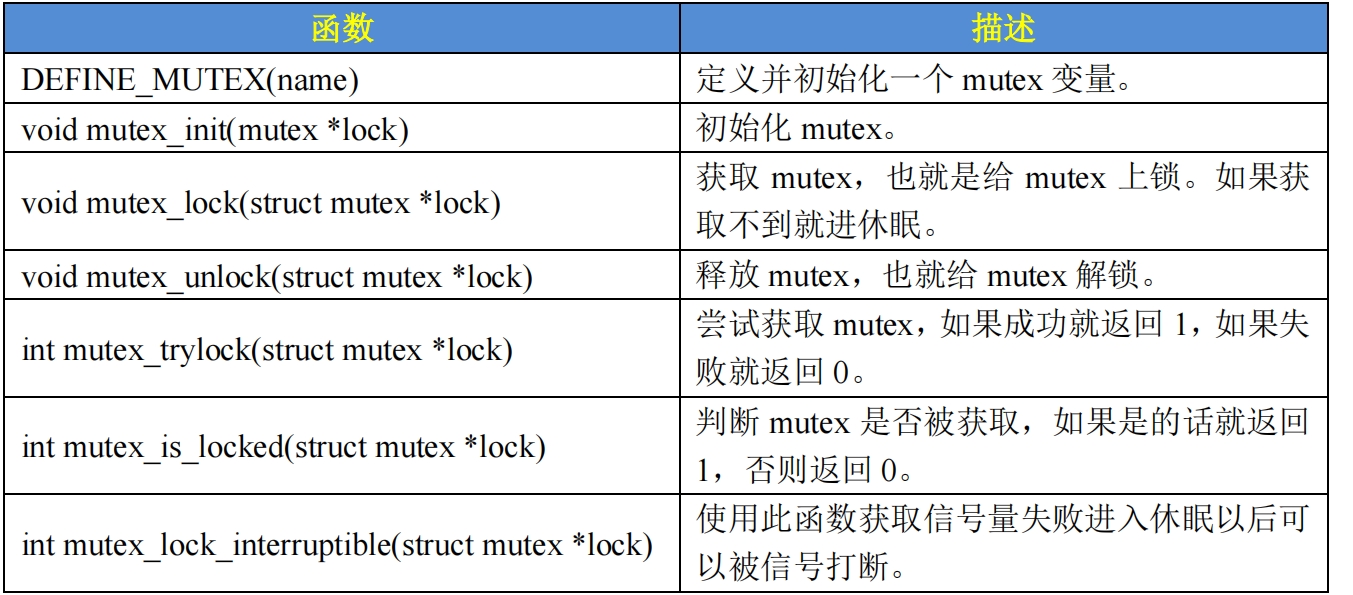 函数 描述
DEFINE_MUTEX(name) 定义并初始化一个 mutex 变量。
void mutex_init(mutex *lock) 初始化 mutex。
void mutex_lock(struct mutex *lock) 获取 mutex，也就是给 mutex 上锁。如果获
取不到就进休眠。
void mutex_unlock(struct mutex *lock) 释放 mutex，也就给 mutex 解锁。
int mutex_trylock(struct mutex *lock) 尝试获取 mutex，如果成功就返回 1，如果失
败就返回 0。
int mutex_is_locked(struct mutex *lock) 判断 mutex 是否被获取，如果是的话就返回
1，否则返回 0。
int mutex_lock_interruptible(struct mutex *lock) 使用此函数获取信号量失败进入休眠以后可
以被信号打断。